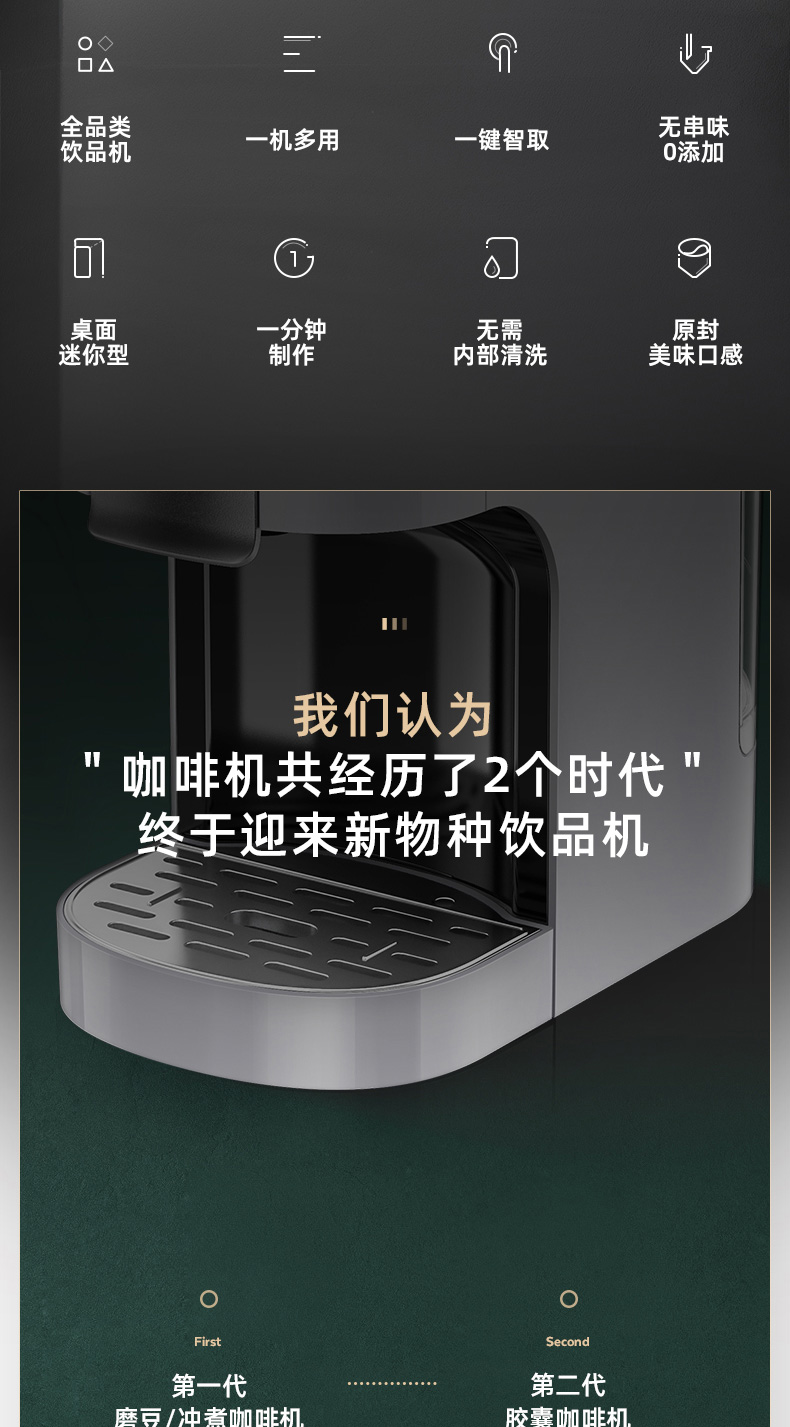 全品类
饮品机
一机多用
一键智取
无串味
0添加
桌面
迷你型
一分钟
制作
无需
内部清洗
原封
美味口感
我们认为
"咖啡机共经历了2个时代"
终于迎来新物种饮品机
First
Second
第一代
第二代
磨豆/冲煮咖啡机
胶囊咖啡机